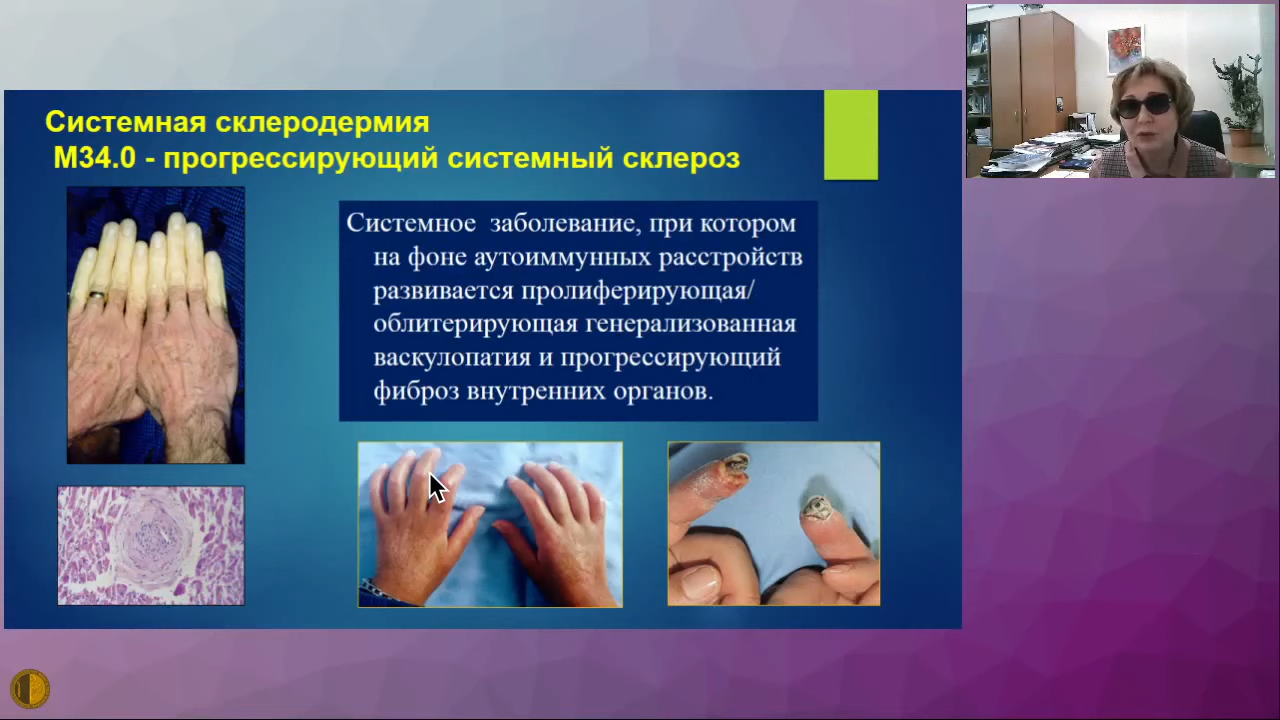 Системная склеродермия
М34.0 - прогрессирующий системный склероз
Системное заболевание, при котором
на фоне аутоиммунных расстройств
развивается пролиферирующая/
облитерирующая генерализованная
васкулопатия и прогрессирующий
фиброз внутренних органов.